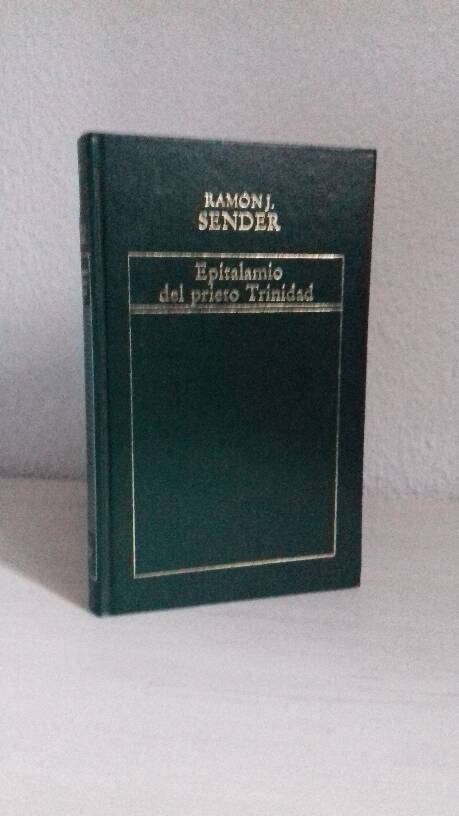 RAMÓN J.
SENDER
Epitalamio
del prieto Trinidad